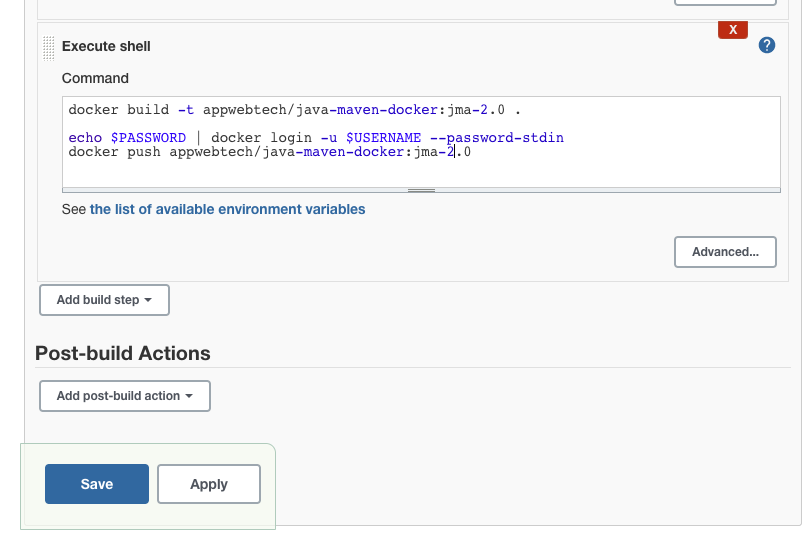 X
Execute shell
?
Command
docker build -t appwebtech/java-maven-docker:jma-2.0 .
echo $PASSWORD | docker login -u $USERNAME --password-stdin
docker push appwebtech/java-maven-docker:jma-2.0
See the list of available environment variables
Advanced...
Add build step
Post-build Actions
Add post-build action
Save Apply